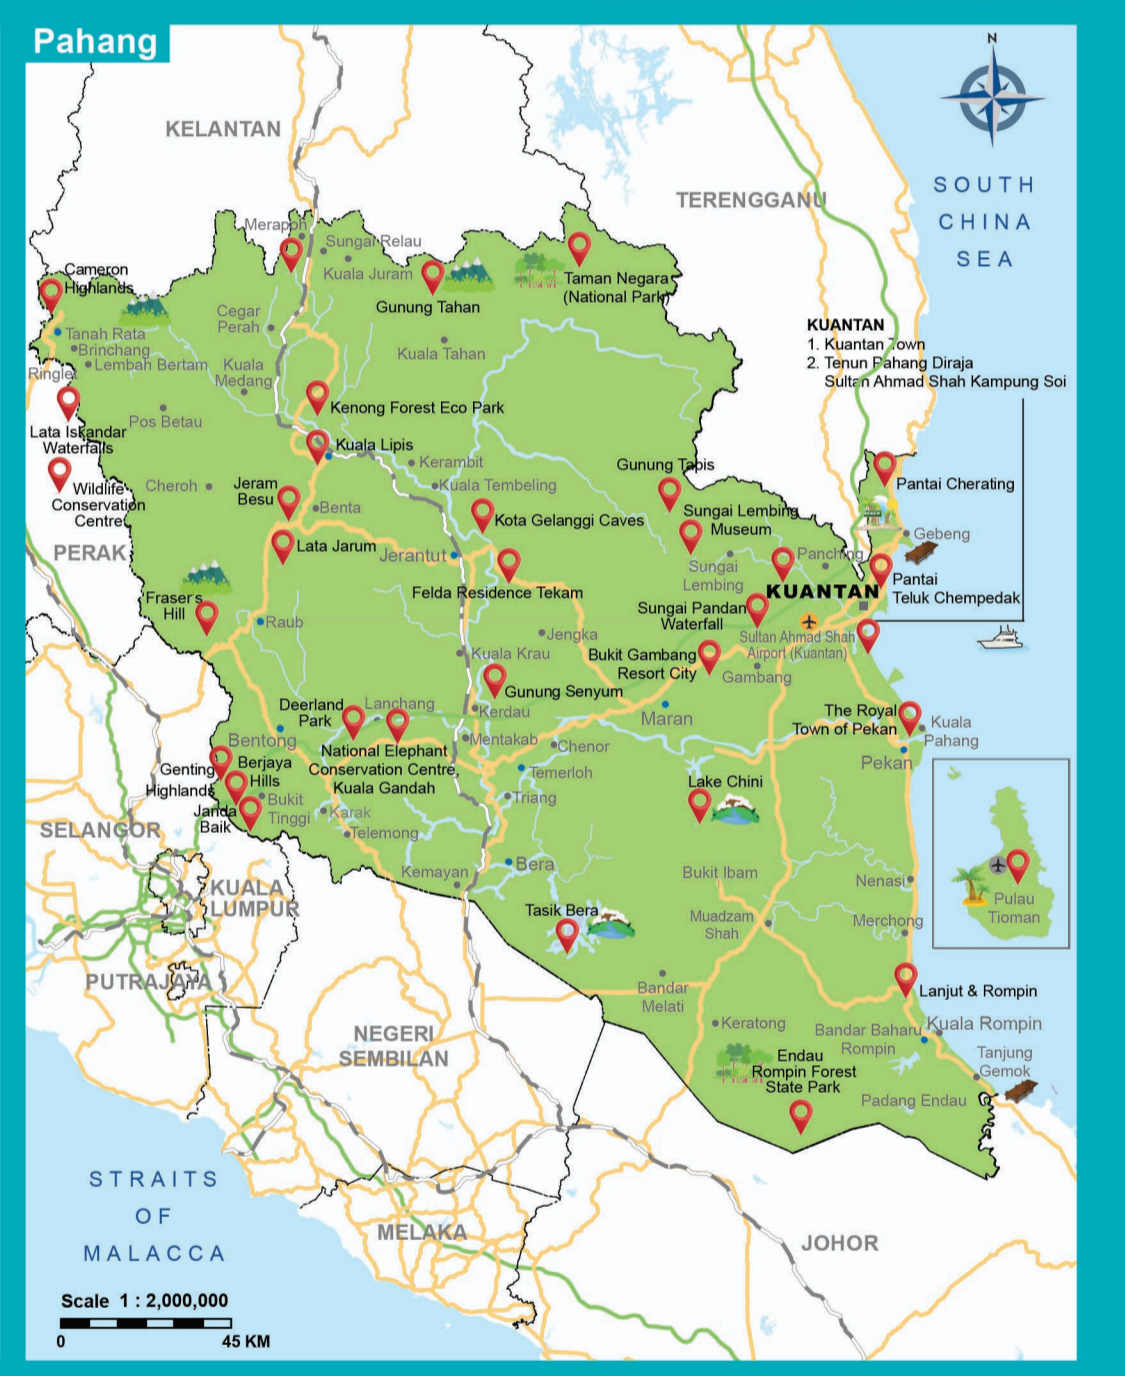 Pahang
N
KELANTAN
TERENGGANU
SOUTH
CHINA
SEA
Merapoh
Sungai Relau
Kuala Juram
Cameron
Highlands
Gunung Tahan
Taman Negara
(National Park)
Cegar
Perah
Tanah Rata
Brinchang
Lembah Bertam
Ringlet
Kuala
Medang
Kuala Tahan
KUANTAN
1. Kuantan Town
2. Tenun Pahang Diraja
Sultan Ahmad Shah Kampung Soi
Kenong Forest Eco Park
Pos Betau
Lata Iskandar
Waterfalls
Kuala Lipis
Kerambit
Gunung Tapis
Wildlife
Conservation
Centre
Cheroh
Jeram
Besu
Kuala Tembeling
Pantai Cherating
Benta
Kota Gelanggi Caves
Sungai Lembing
Museum
Gebeng
PERAK
Lata Jarum
Jerantut
Panching
Sungai
Lembing
Felda Residence Tekam
KUANTAN
Pantai
Teluk Chempedak
Fraser's
Hill
Raub
Sungai Pandan
Waterfall
Jengka
Sultan Ahmad Shah
Airport (Kuantan)
Kuala Krau
Bukit Gambang
Resort City
Gambang
Gunung Senyum
Deerland
Park
Lanchang
Kerdau
Maran
The Royal
Town of Pekan
Kuala
Pahang
Bentong
National Elephant
Conservation Centre,
Kuala Gandah
Mentakab
Chenor
Pekan
Genting
Highlands
Berjaya
Hills
Temerloh
Lake Chini
Janda
Baik
Bukit
Tinggi
Karak
Triang
SELANGOR
Telemong
Kemayan
Bera
Bukit Ibam
Nenasi
Pulau
Tioman
KUALA
LUMPUR
Tasik Bera
Muadzam
Shah
Merchong
PUTRAJAYA
Bandar
Melati
Lanjut & Rompin
NEGERI
SEMBILAN
Keratong
Bandar Baharu
Rompin
Kuala Rompin
Endau
Rompin Forest
State Park
Tanjung
Gemok
Padang Endau
STRAITS
OF
MALACCA
MELAKA
JOHOR
Scale 1 : 2,000,000
0
45 KM